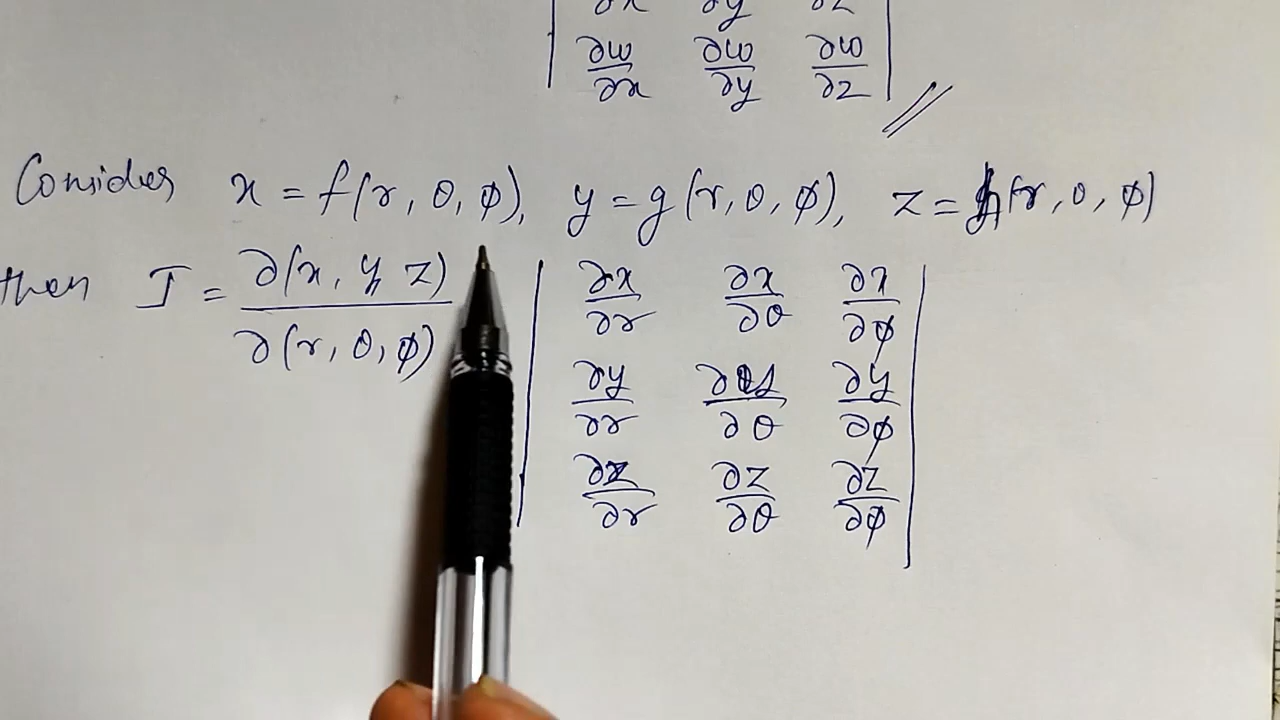 | ∂x ∂y ∂z |
| ∂w/∂x ∂w/∂y ∂w/∂z | //
Consider x = f(r, θ, φ), y = g(r, θ, φ), z = h(r, θ, φ)
then J = ∂(x, y, z) / ∂(r, θ, φ) | ∂x/∂r ∂x/∂θ ∂x/∂φ |
| ∂y/∂r ∂y/∂θ ∂y/∂φ |
| ∂z/∂r ∂z/∂θ ∂z/∂φ |